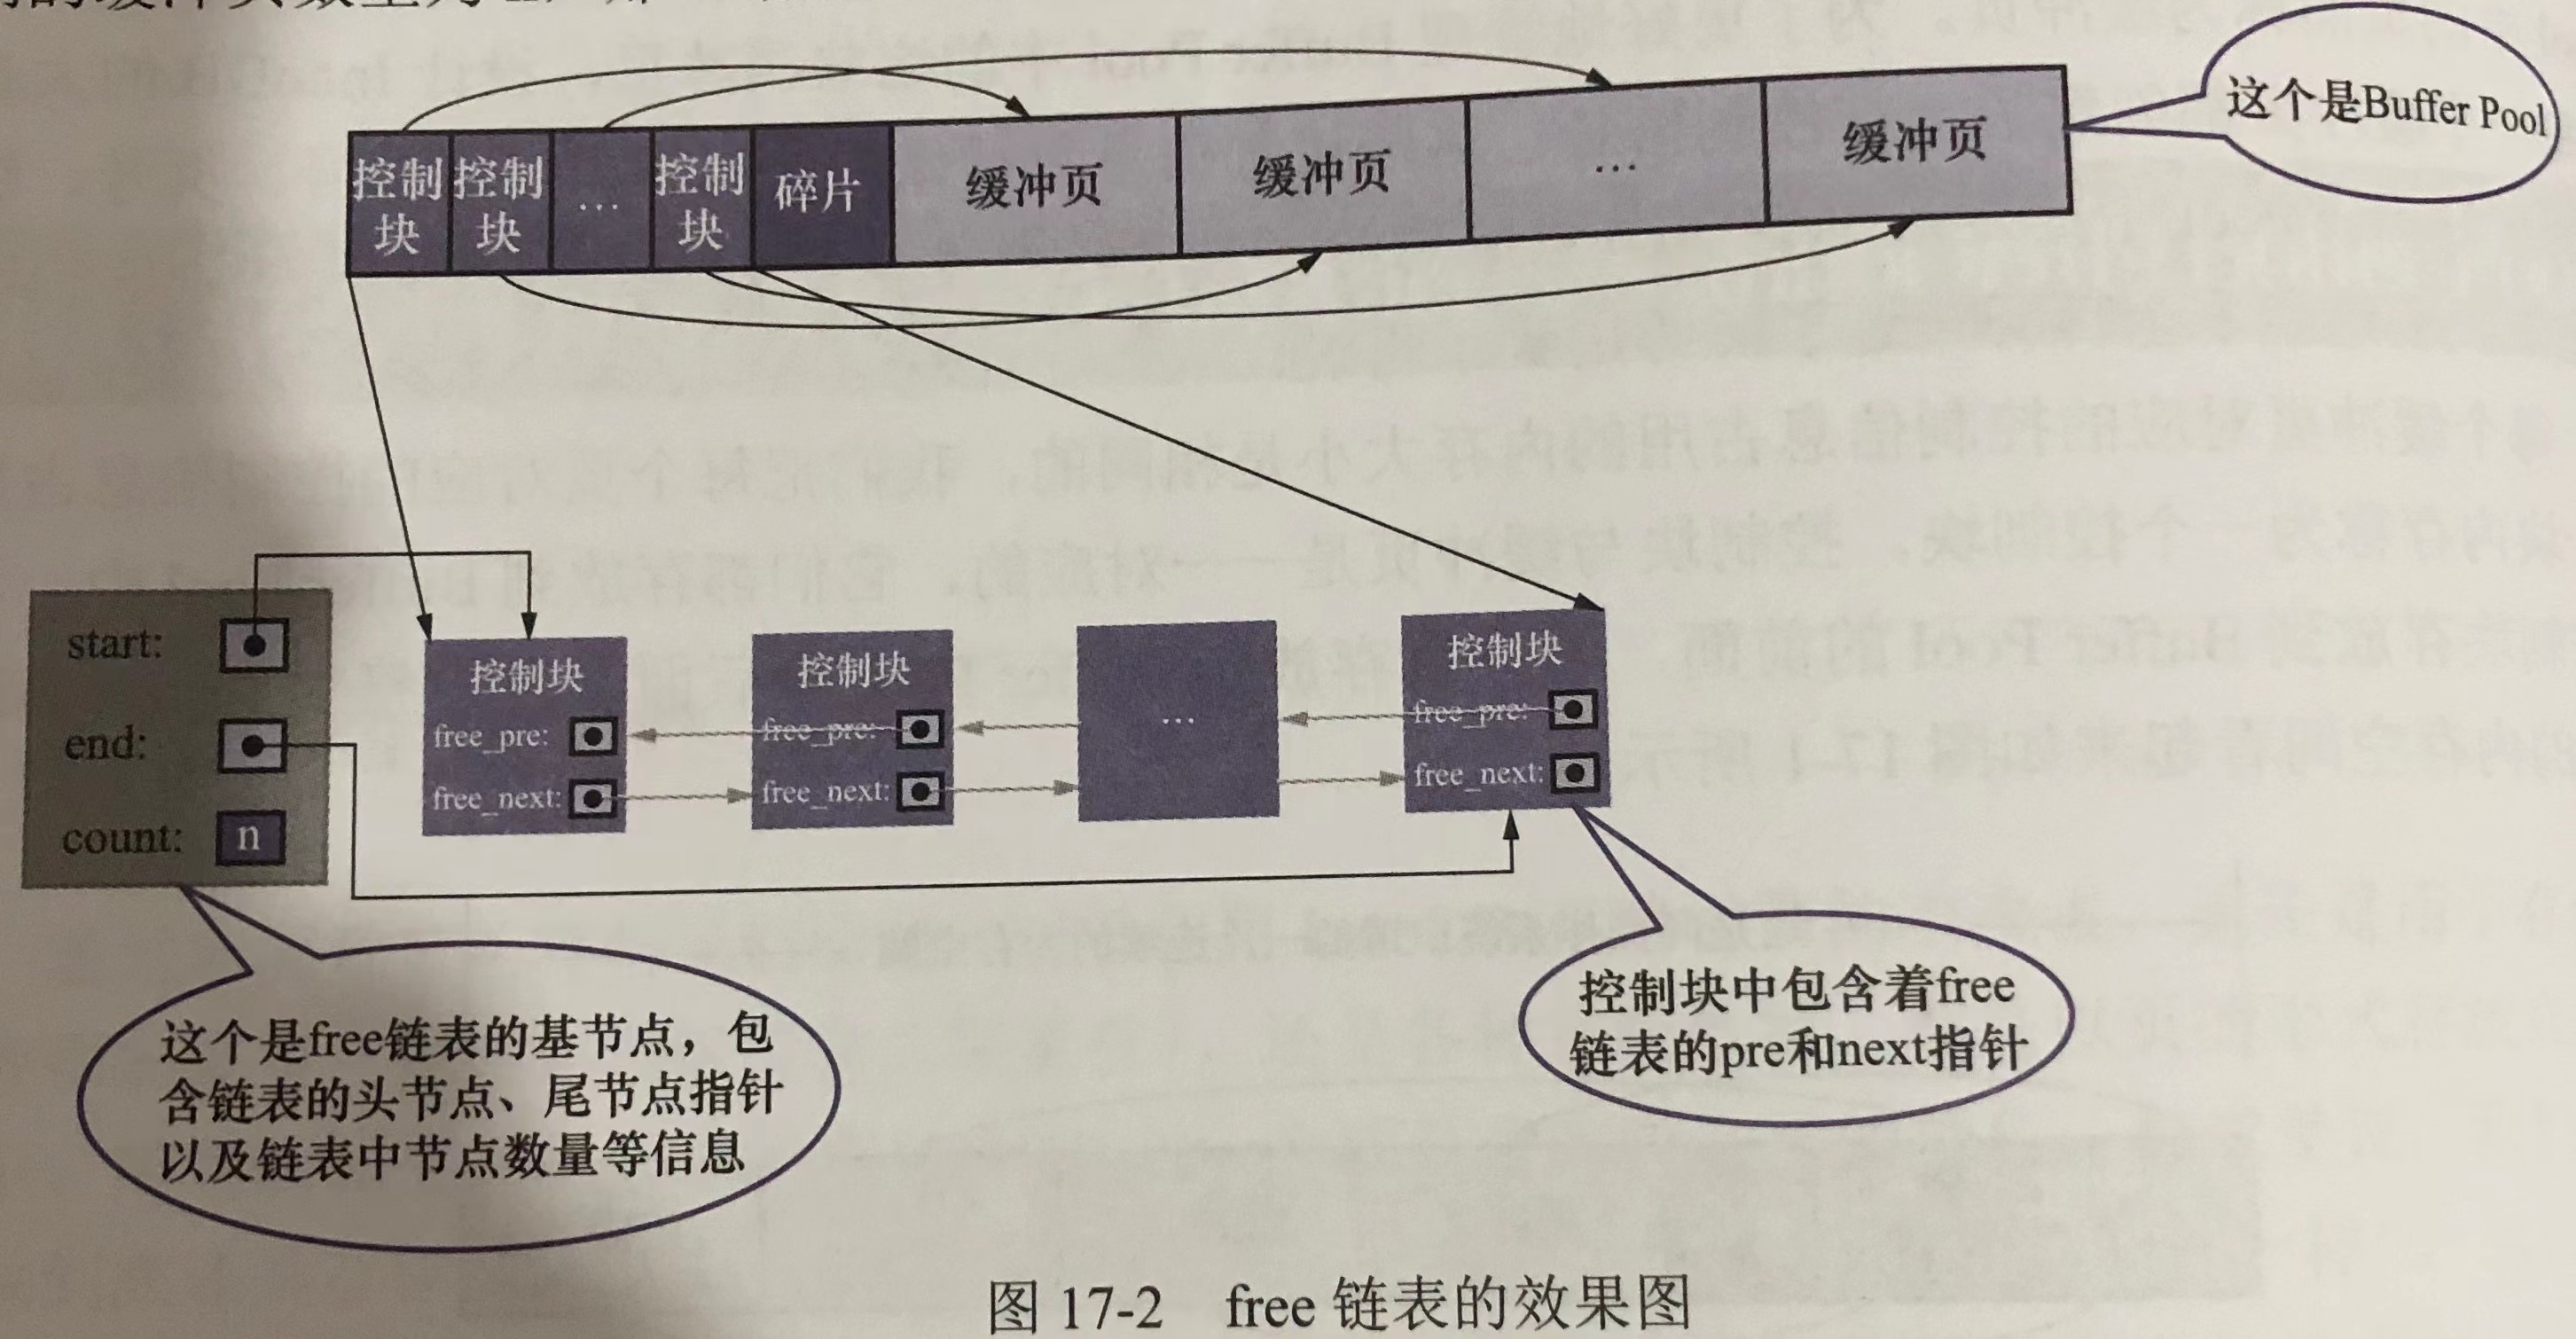 这个是Buffer Pool
控制
块
控制
块
…
控制
块
碎片
缓冲页
缓冲页
…
缓冲页
start:
end:
count:
n
控制块
free_pre:
free_next:
控制块
free_pre:
free_next:
…
控制块
free_pre:
free_next:
这个是free链表的基节点，包
含链表的头节点、尾节点指针
以及链表中节点数量等信息
控制块中包含着free
链表的pre和next指针
图 17-2 free 链表的效果图